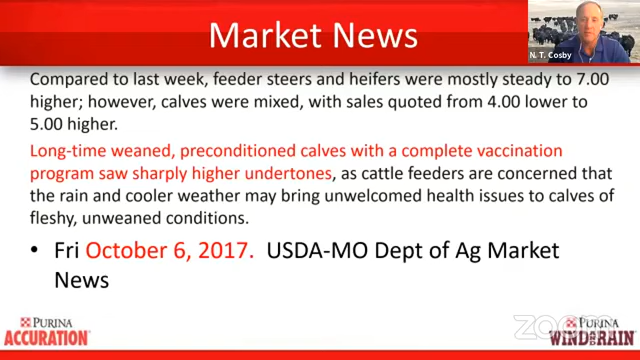 Market News
N. T. Cosby
Compared to last week, feeder steers and heifers were mostly steady to 7.00
higher; however, calves were mixed, with sales quoted from 4.00 lower to
5.00 higher.
Long-time weaned, preconditioned calves with a complete vaccination
program saw sharply higher undertones, as cattle feeders are concerned that
the rain and cooler weather may bring unwelcomed health issues to calves of
fleshy, unweaned conditions.
• Fri October 6, 2017. USDA-MO Dept of Ag Market
News
PURINA
ACCURATION
PURINA
WIND AND RAIN
zoom